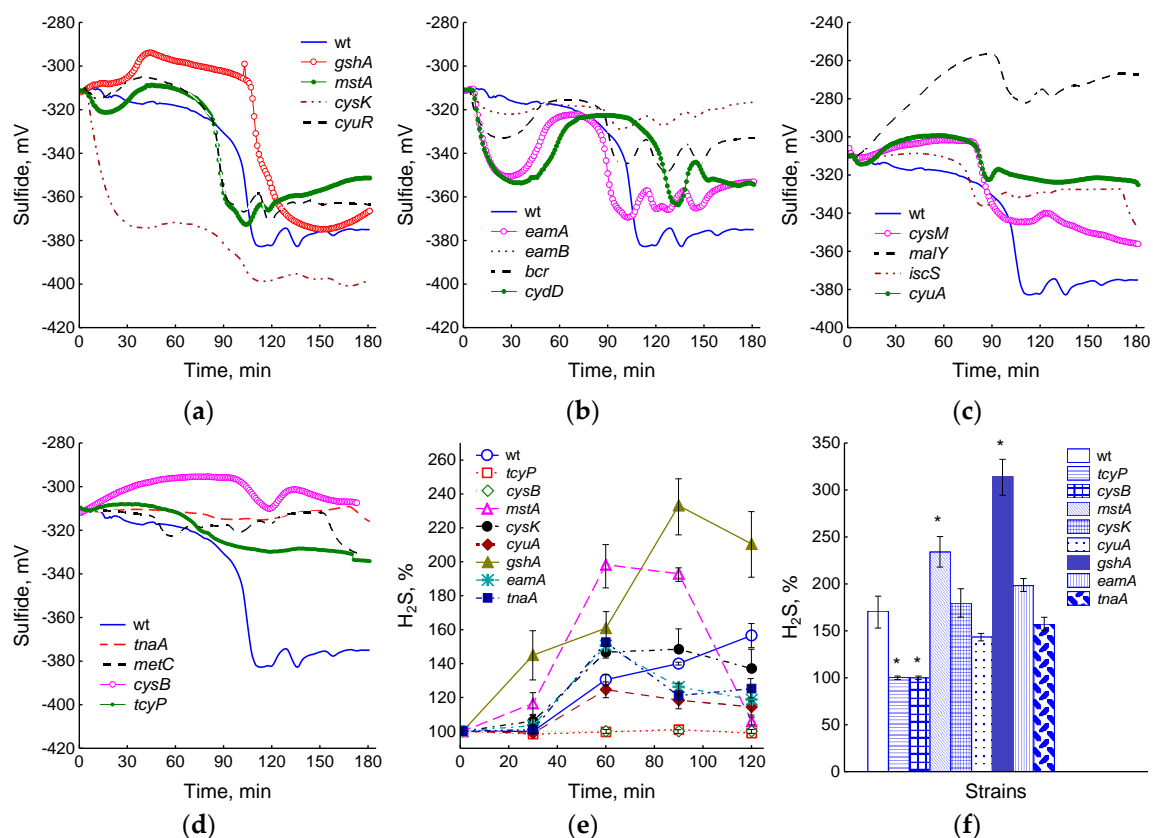 -280
-300
-320
-340
-360
-380
-400
-420
Sulfide, mV
0 30 60 90 120 150 180
Time, min
wt
gshA
mstA
cysK
cyuR
(a)
-280
-300
-320
-340
-360
-380
-400
-420
Sulfide, mV
0 30 60 90 120 150 180
Time, min
wt
eamA
eamB
bcr
cydD
(b)
-240
-260
-280
-300
-320
-340
-360
-380
-400
Sulfide, mV
0 30 60 90 120 150 180
Time, min
wt
cysM
malY
iscS
cyuA
(c)
-280
-300
-320
-340
-360
-380
-400
-420
Sulfide, mV
0 30 60 90 120 150 180
Time, min
wt
tnaA
metC
cysB
tcyP
(d)
260
240
220
200
180
160
140
120
100
H2S, %
0 20 40 60 80 100 120
Time, min
wt
tcyP
cysB
mstA
cysK
cyuA
gshA
eamA
tnaA
(e)
350
300
250
200
150
100
50
0
H2S, %
* * * *
Strains
wt
tcyP
cysB
mstA
cysK
cyuA
gshA
eamA
tnaA
(f)